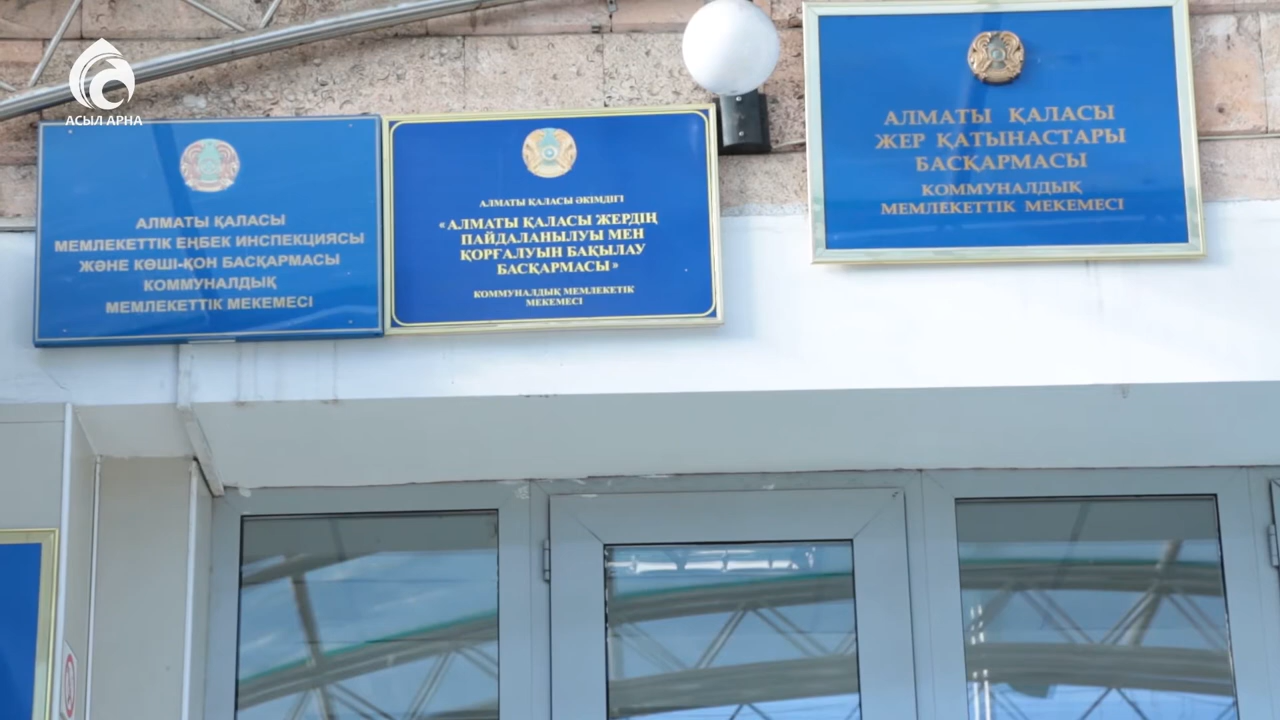 АСЫЛ АРНА
АЛМАТЫ ҚАЛАСЫ
МЕМЛЕКЕТТІК ЕҢБЕК ИНСПЕКЦИЯСЫ
ЖӘНЕ КӨШІ-ҚОН БАСҚАРМАСЫ
КОММУНАЛДЫҚ
МЕМЛЕКЕТТІК МЕКЕМЕСІ
АЛМАТЫ ҚАЛАСЫ ӘКІМДІГІ
«АЛМАТЫ ҚАЛАСЫ ЖЕРДІҢ
ПАЙДАЛАНЫЛУЫ МЕН
ҚОРҒАЛУЫН БАҚЫЛАУ
БАСҚАРМАСЫ»
КОММУНАЛДЫҚ МЕМЛЕКЕТІК
МЕКЕМЕСІ
АЛМАТЫ ҚАЛАСЫ
ЖЕР ҚАТЫНАСТАРЫ
БАСҚАРМАСЫ
КОММУНАЛДЫҚ
МЕМЛЕКЕТТІК МЕКЕМЕСІ